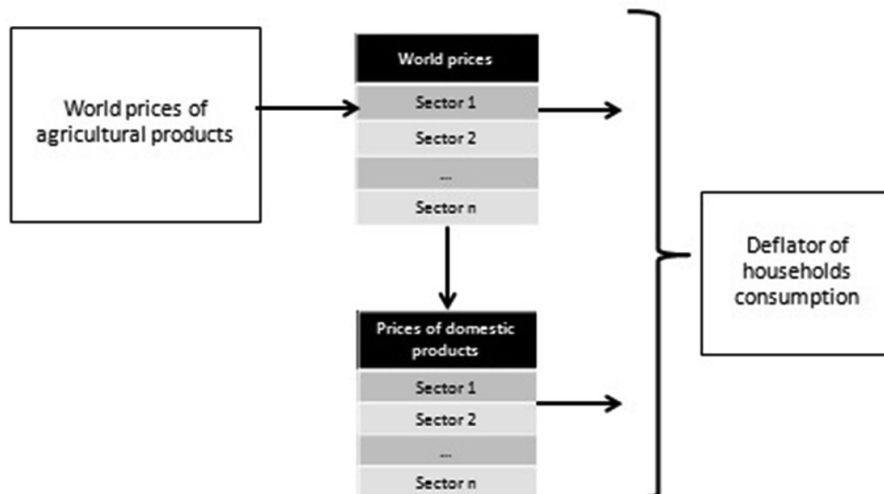 World prices of
agricultural products
World prices
Sector 1
Sector 2
...
Sector n
Prices of domestic
products
Sector 1
Sector 2
...
Sector n
Deflator of
households
consumption